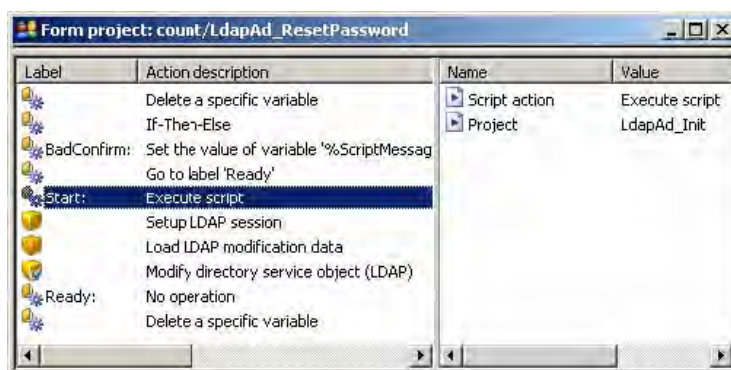 Form project: count/LdapAd_ResetPassword
Label Action description Name Value
Delete a specific variable Script action Execute script
If-Then-Else Project LdapAd_Init
BadConfirm: Set the value of variable '%ScriptMessag
Go to label 'Ready'
Start: Execute script
Setup LDAP session
Load LDAP modification data
Modify directory service object (LDAP)
Ready: No operation
Delete a specific variable